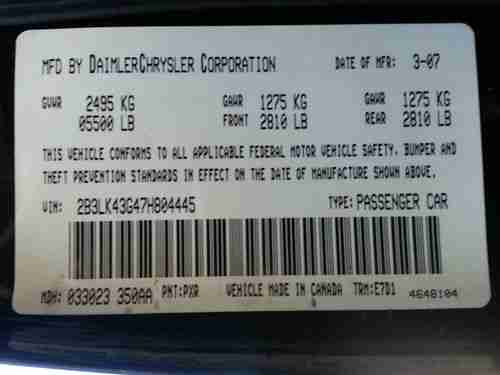 MFD BY DAIMLERCHRYSLER CORPORATION DATE OF MFR: 3-07
GVWR 2495 KG GAWR 1275 KG GAWR 1275 KG
05500 LB FRONT 2810 LB REAR 2810 LB
THIS VEHICLE CONFORMS TO ALL APPLICABLE FEDERAL MOTOR VEHICLE SAFETY, BUMPER AND
THEFT PREVENTION STANDARDS IN EFFECT ON THE DATE OF MANUFACTURE SHOWN ABOVE.
VIN: 2B3LK43G47H804445 TYPE: PASSENGER CAR
MDH: 033023 350AA PNT: PXR VEHICLE MADE IN CANADA TRM: E7D1 4648104